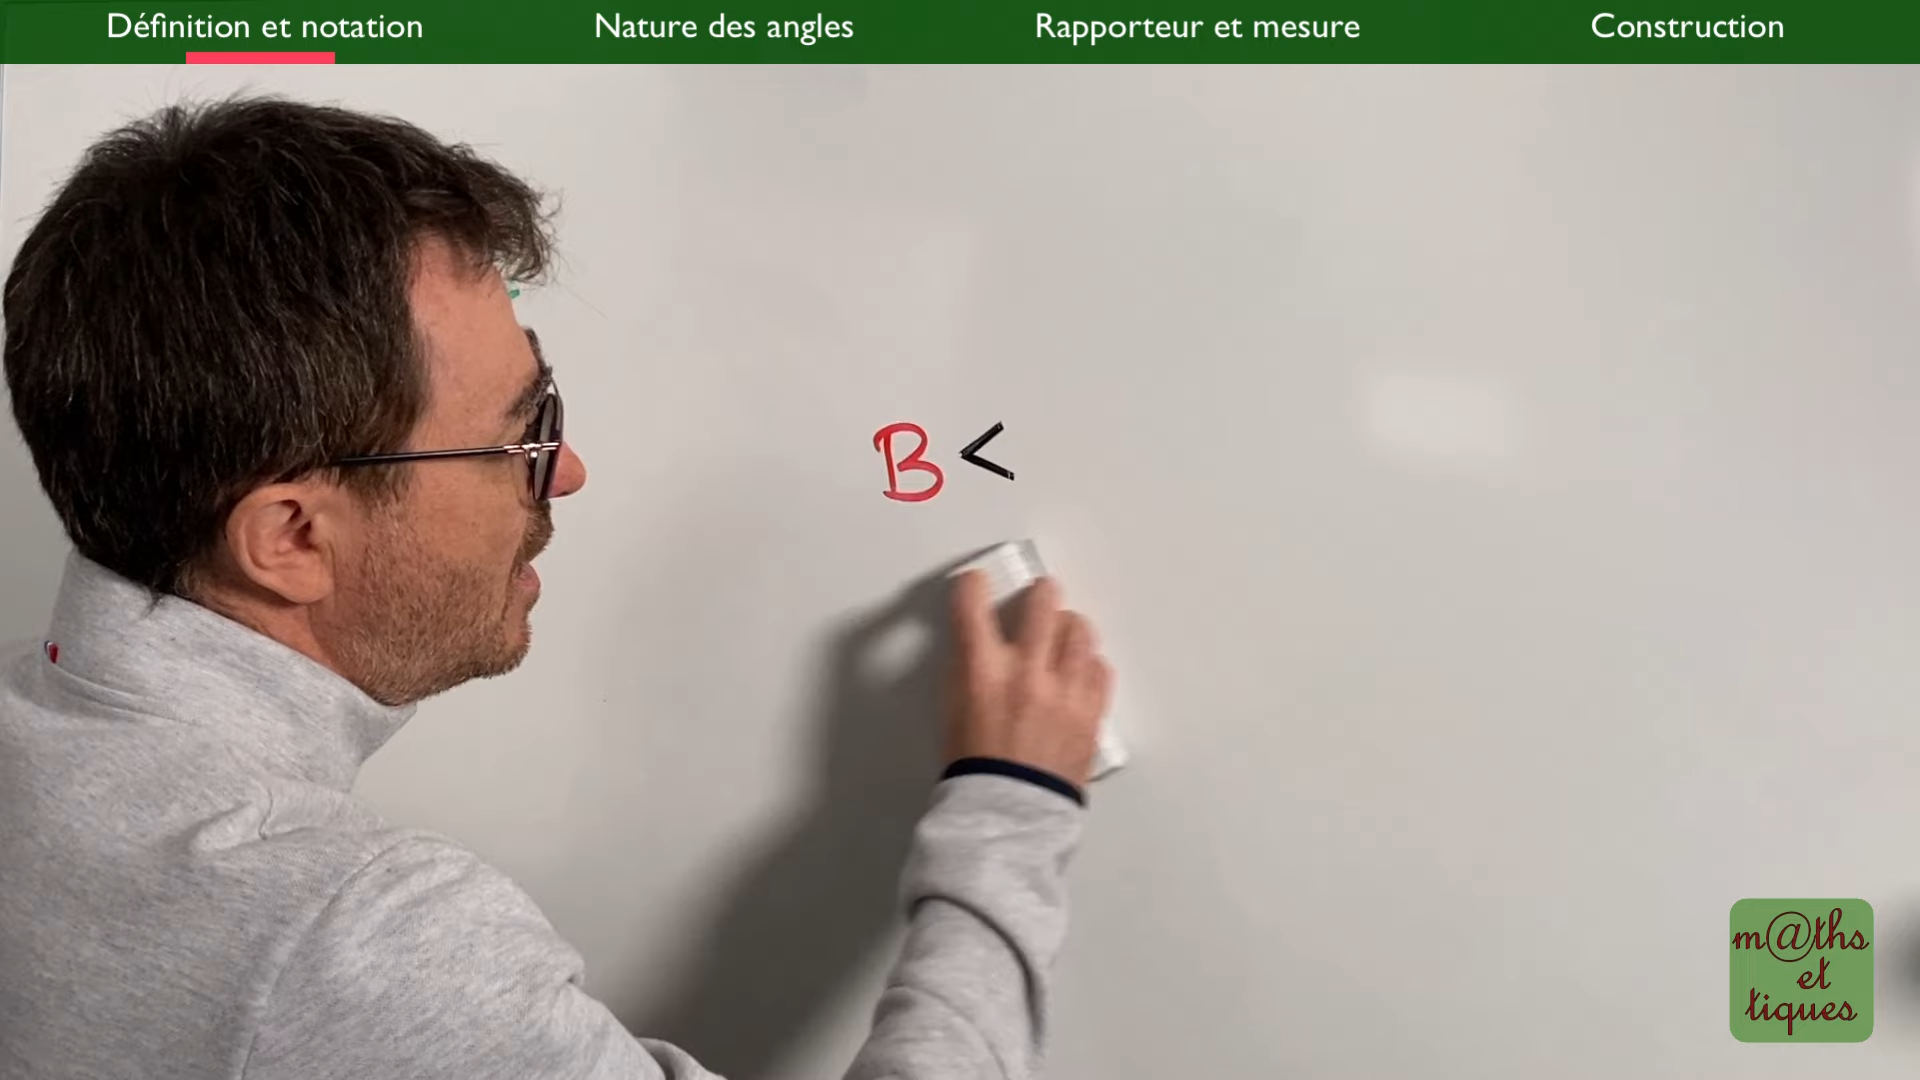 Définition et notation
Nature des angles
Rapporteur et mesure
Construction
B <
m@ths
et
tiques